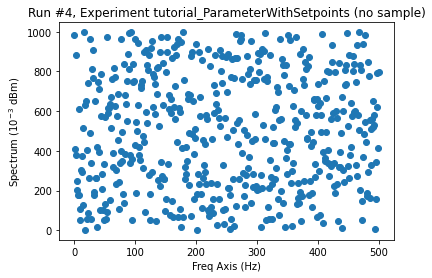 Run #4, Experiment tutorial_ParameterWithSetpoints (no sample)
Spectrum (10⁻³ dBm)
1000
800
600
400
200
0
0 100 200 300 400 500
Freq Axis (Hz)